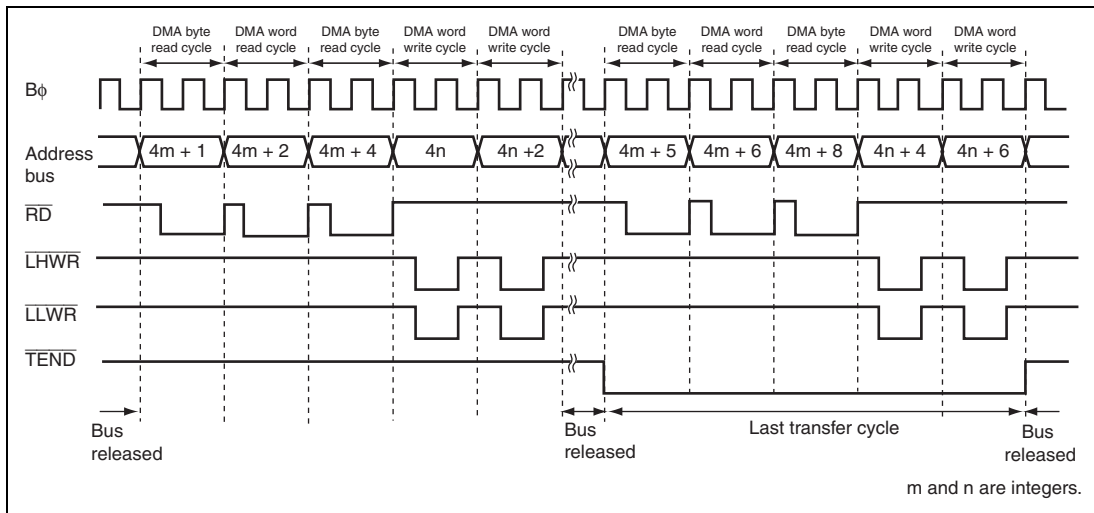 DMA byte read cycle
DMA word read cycle
DMA byte read cycle
DMA word write cycle
DMA word write cycle
DMA byte read cycle
DMA word read cycle
DMA byte read cycle
DMA word write cycle
DMA word write cycle
Bφ
Address bus
4m + 1
4m + 2
4m + 4
4n
4n +2
4m + 5
4m + 6
4m + 8
4n + 4
4n + 6
RD
LHWR
LLWR
TEND
Bus released
Bus released
Last transfer cycle
Bus released
m and n are integers.